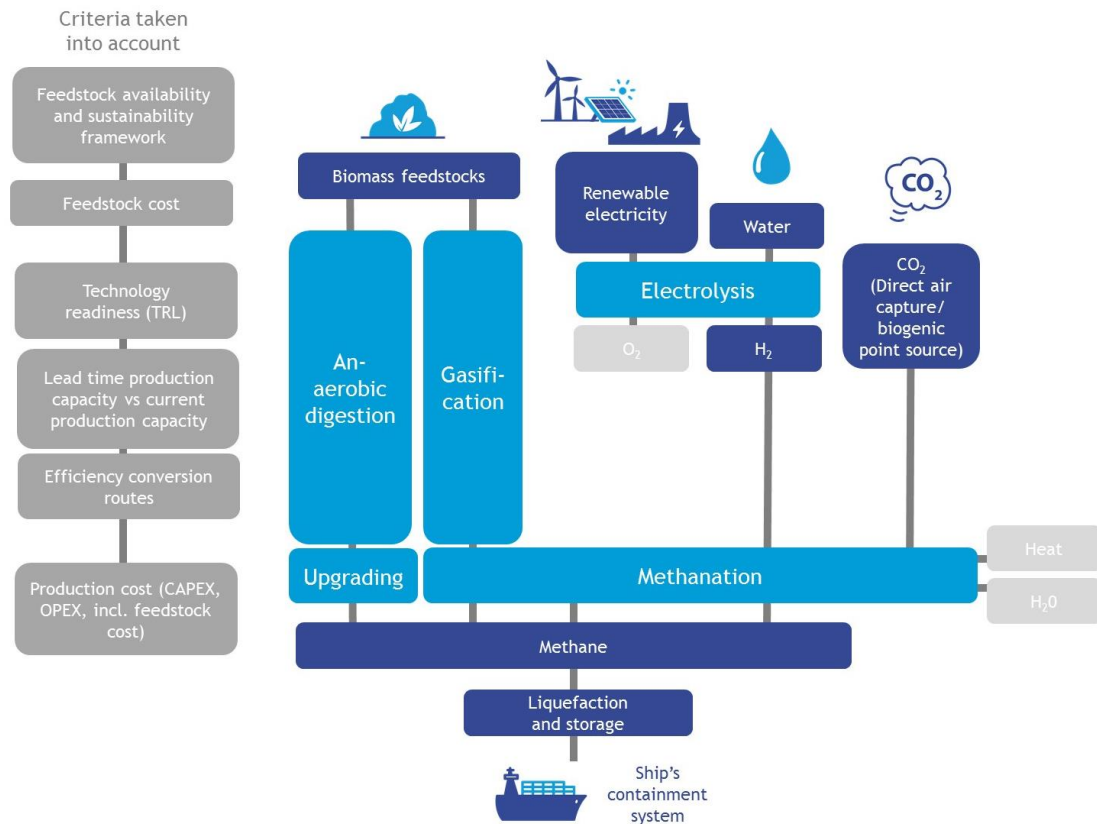 Criteria taken
into account
Feedstock availability
and sustainability
framework
Feedstock cost
Technology
readiness (TRL)
Lead time production
capacity vs current
production capacity
Efficiency conversion
routes
Production cost (CAPEX,
OPEX, incl. feedstock
cost)
Biomass feedstocks
An-
aerobic
digestion
Gasifi-
cation
Upgrading
Renewable
electricity
Water
Electrolysis
O₂
H₂
CO₂
CO₂
(Direct air
capture/
biogenic
point source)
Methanation
Heat
H₂0
Methane
Liquefaction
and storage
Ship's
containment
system